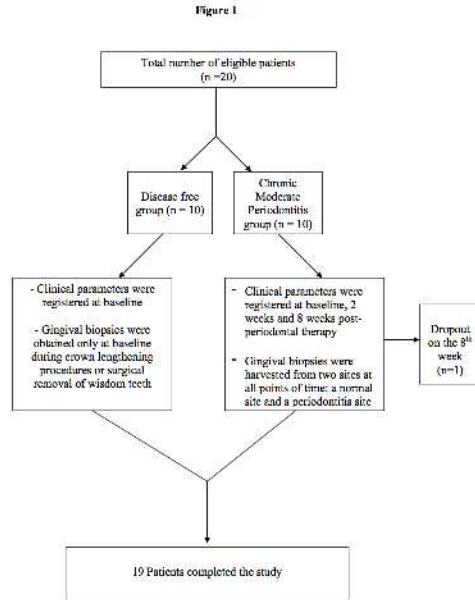 Figure 1
Total number of eligible patients
(n =20)
Disease free
group (n = 10)
Chronic
Moderate
Periodontitis
group (n = 10)
- Clinical parameters were
registered at baseline
- Gingival biopsies were
obtained only at baseline
during crown lengthening
procedures or surgical
removal of wisdom teeth
- Clinical parameters were
registered at baseline, 2
weeks and 8 weeks post-
periodontal therapy
- Gingival biopsies were
harvested from two sites at
all points of time: a normal
site and a periodontitis site
Dropout
on the 8th
week
(n=1)
19 Patients completed the study